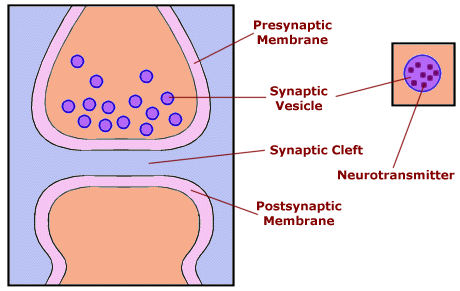 Presynaptic
Membrane
Synaptic
Vesicle
Synaptic Cleft
Neurotransmitter
Postsynaptic
Membrane